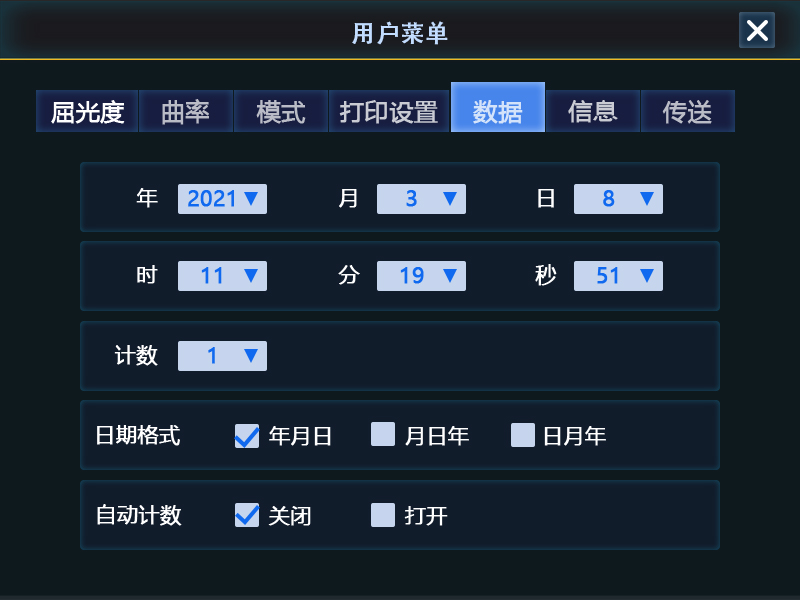 用户菜单
屈光度 曲率 模式 打印设置 数据 信息 传送
年 2021 月 3 日 8
时 11 分 19 秒 51
计数 1
日期格式 年月日 月日年 日月年
自动计数 关闭 打开